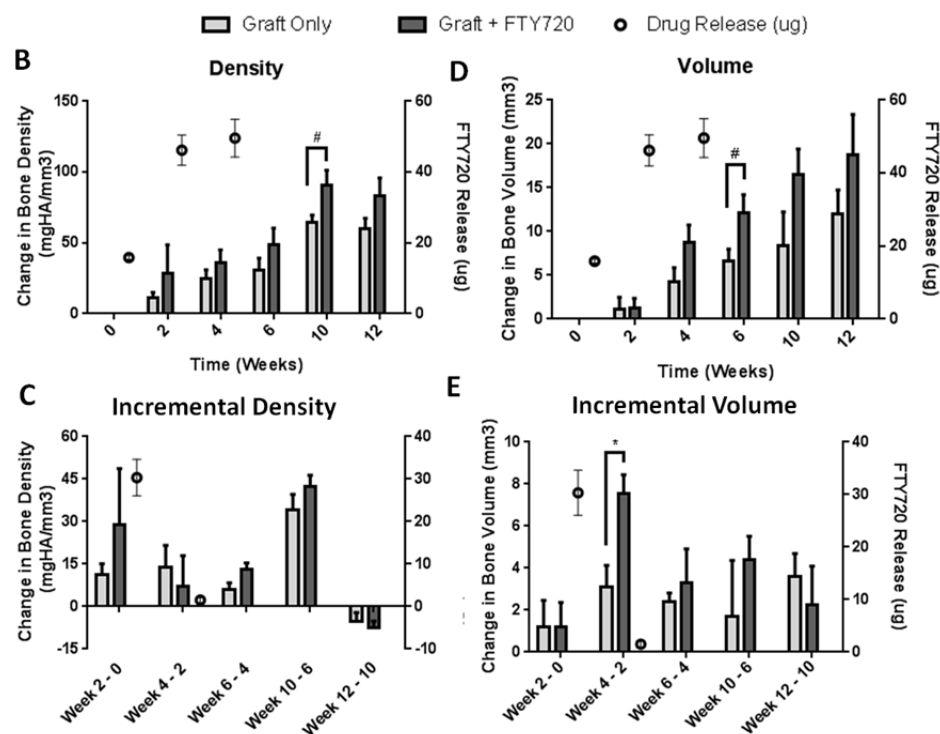 Graft Only Graft + FTY720 Drug Release (ug)
B
Density
Change in Bone Density
(mgHA/mm3)
150
100
50
0
60
40
20
0
FTY720 Release
(ug)
#
0 2 4 6 10 12
Time (Weeks)
D
Volume
Change in Bone Volume (mm3)
25
20
15
10
5
0
60
40
20
0
FTY720 Release
(ug)
#
0 2 4 6 10 12
Time (Weeks)
C
Incremental Density
Change in Bone Density
(mgHA/mm3)
60
45
30
15
0
-15
40
30
20
10
0
-10
Week 2 - 0 Week 4 - 2 Week 6 - 4 Week 10 - 6 Week 12 - 10
E
Incremental Volume
Change in Bone Volume (mm3)
10
8
6
4
2
0
40
30
20
10
0
FTY720 Release
(ug)
*
Week 2 - 0 Week 4 - 2 Week 6 - 4 Week 10 - 6 Week 12 - 10